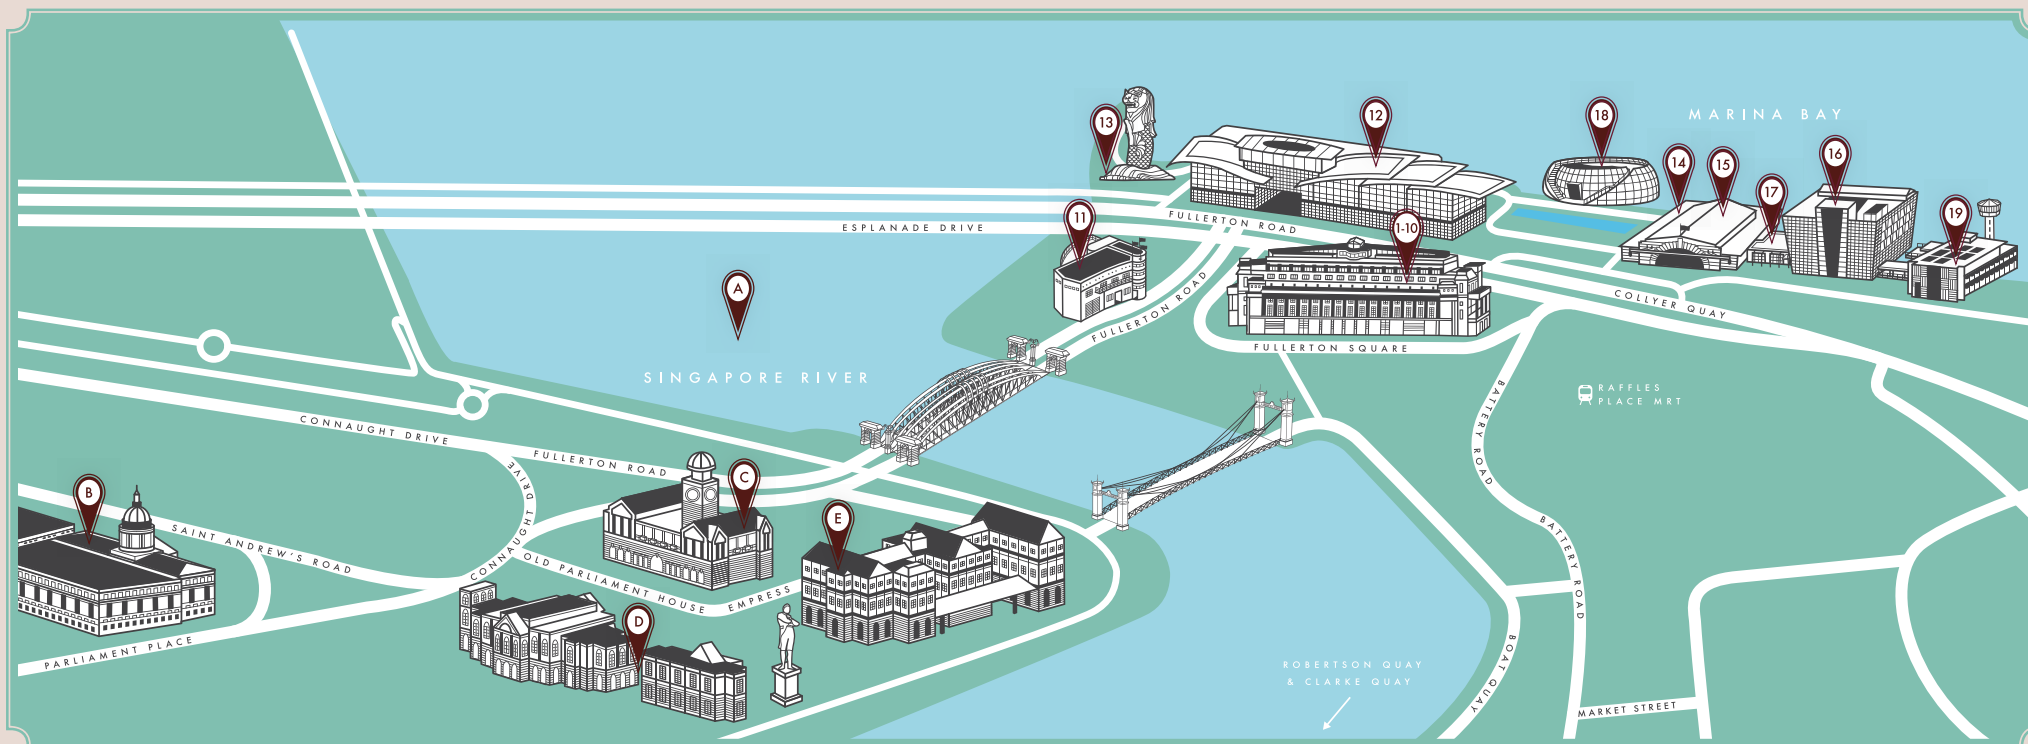 MARINA BAY
13
12
18
14
15
16
17
19
11
1-10
FULLERTON ROAD
ESPLANADE DRIVE
A
SINGAPORE RIVER
FULLERTON ROAD
COLLYER QUAY
FULLERTON SQUARE
RAFFLES
PLACE MRT
BATTERY ROAD
CONNAUGHT DRIVE
FULLERTON ROAD
B
C
E
SAINT ANDREW'S ROAD
CONNAUGHT DRIVE
BATTERY ROAD
OLD PARLIAMENT HOUSE
EMPRESS
D
PARLIAMENT PLACE
BOAT QUAY
ROBERTSON QUAY
& CLARKE QUAY
MARKET STREET